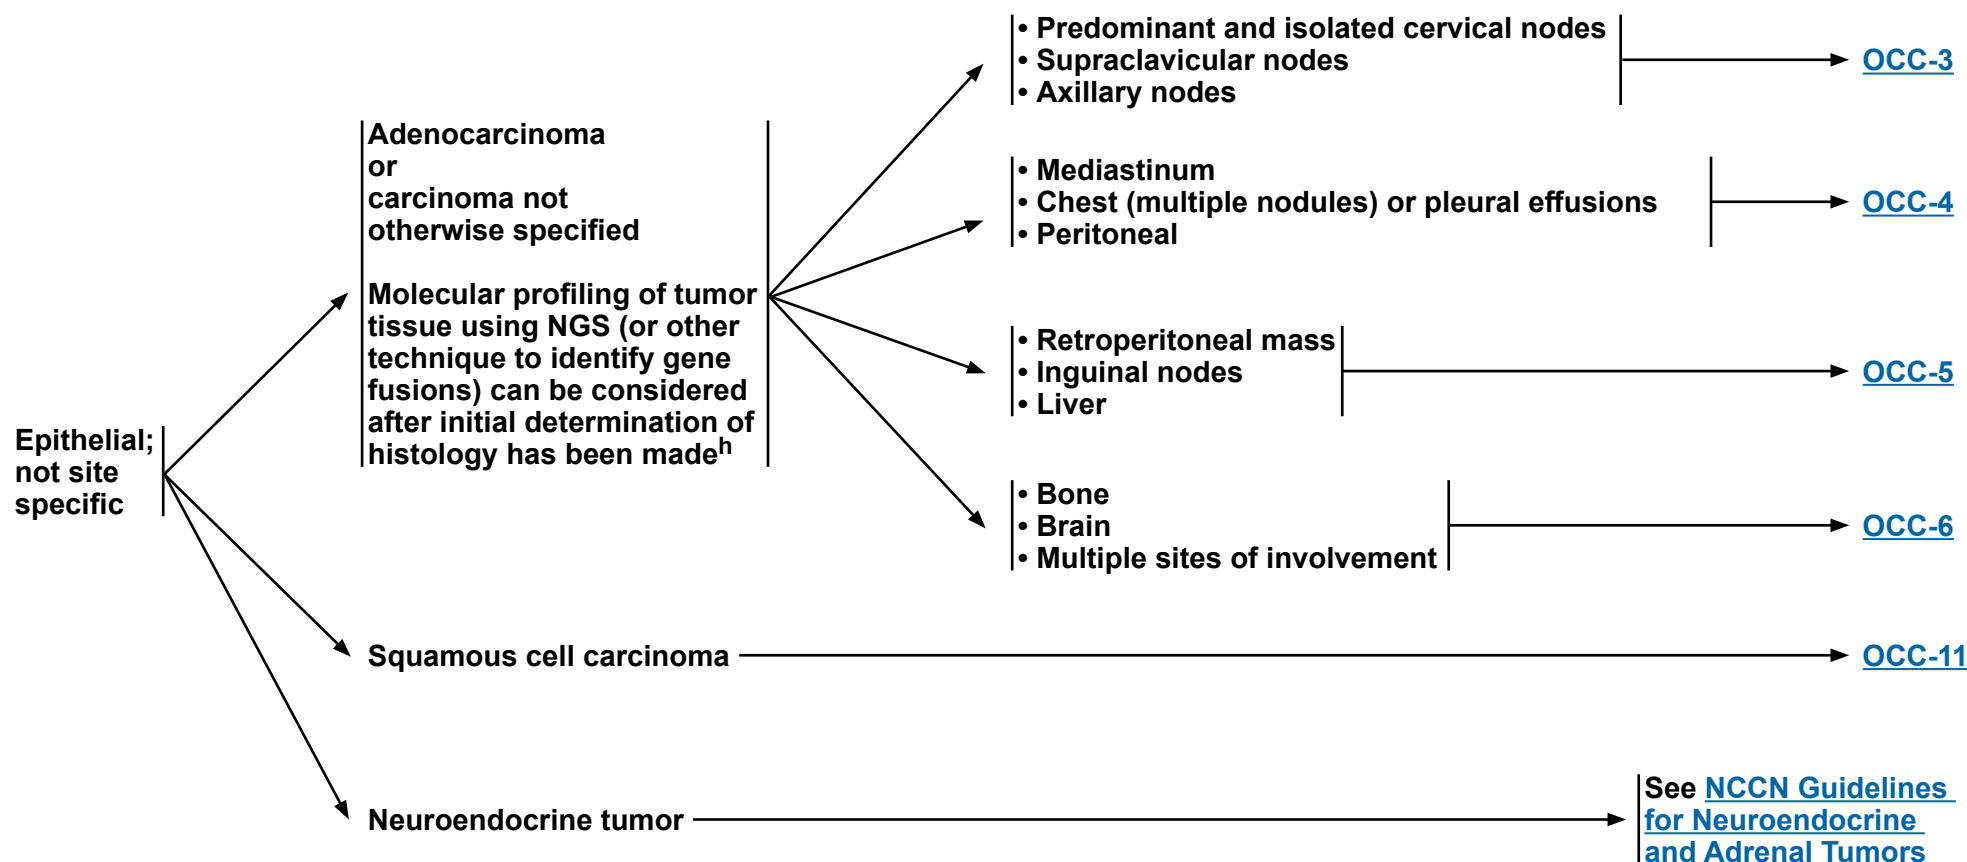 Epithelial;
not site
specific
Adenocarcinoma
or
carcinoma not
otherwise specified
Molecular profiling of tumor
tissue using NGS (or other
technique to identify gene
fusions) can be considered
after initial determination of
histology has been madeʰ
• Predominant and isolated cervical nodes
• Supraclavicular nodes
• Axillary nodes
OCC-3
• Mediastinum
• Chest (multiple nodules) or pleural effusions
• Peritoneal
OCC-4
• Retroperitoneal mass
• Inguinal nodes
• Liver
OCC-5
• Bone
• Brain
• Multiple sites of involvement
OCC-6
Squamous cell carcinoma
OCC-11
Neuroendocrine tumor
See NCCN Guidelines
for Neuroendocrine
and Adrenal Tumors